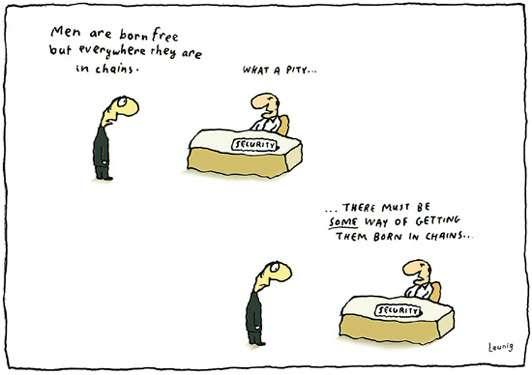 Men are born free
but everywhere they are
in chains.
WHAT A PITY...
SECURITY
... THERE MUST BE
SOME WAY OF GETTING
THEM BORN IN CHAINS...
SECURITY
Leunig